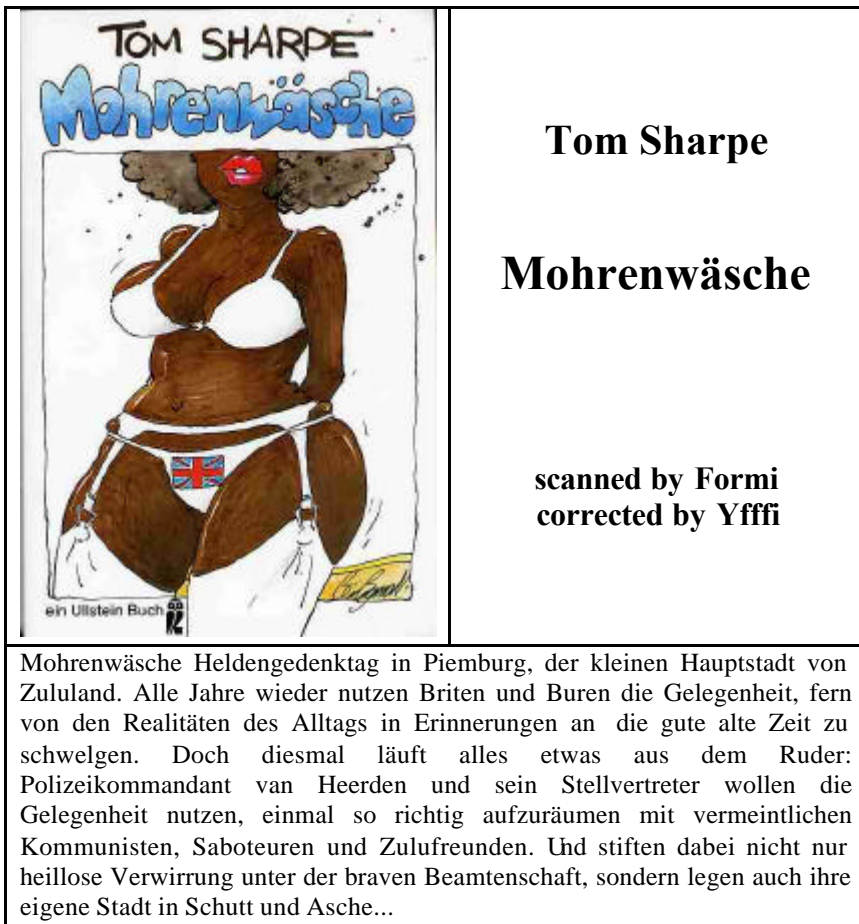 TOM SHARPE
Mohrenwäsche
ein Ullstein Buch
Tom Sharpe
Mohrenwäsche
scanned by Formi
corrected by Yfffi
Mohrenwäsche Heldengedenktag in Piemburg, der kleinen Hauptstadt von
Zululand. Alle Jahre wieder nutzen Briten und Buren die Gelegenheit, fern
von den Realitäten des Alltags in Erinnerungen an die gute alte Zeit zu
schwelgen. Doch diesmal läuft alles etwas aus dem Ruder:
Polizeikommandant van Heerden und sein Stellvertreter wollen die
Gelegenheit nutzen, einmal so richtig aufzuräumen mit vermeintlichen
Kommunisten, Saboteuren und Zulufreunden. Und stiften dabei nicht nur
heillose Verwirrung unter der braven Beamtenschaft, sondern legen auch ihre
eigene Stadt in Schutt und Asche...